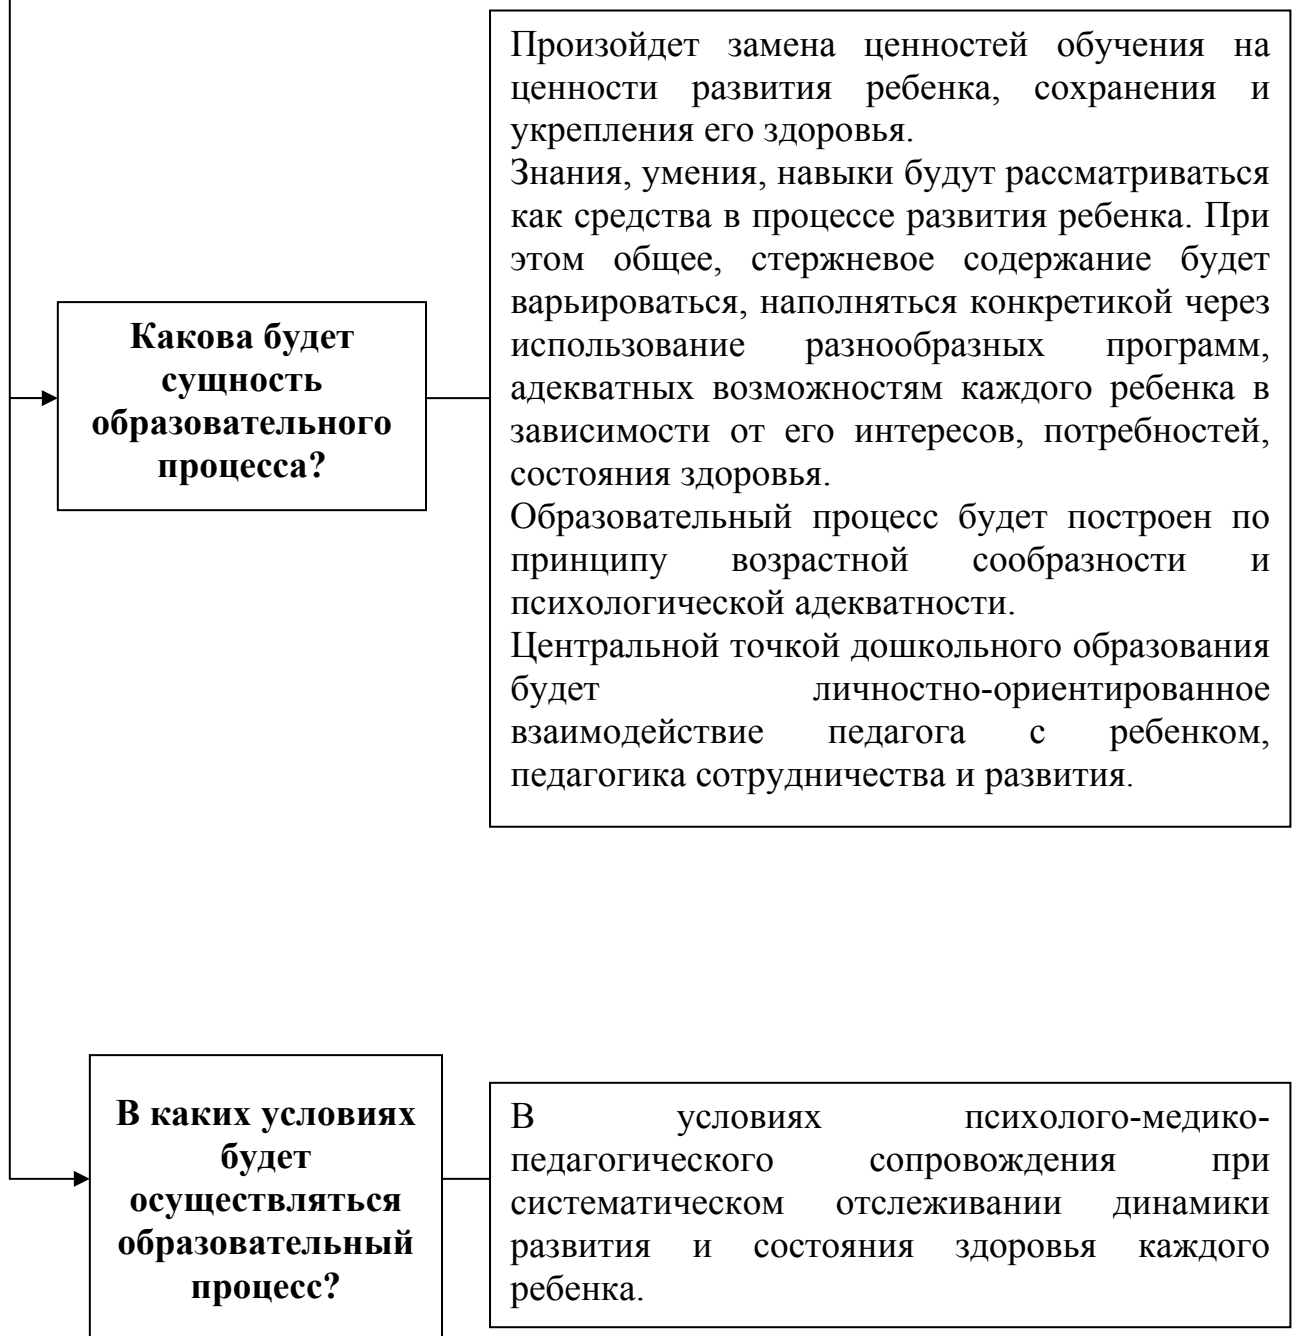 Какова будет
сущность
образовательного
процесса?
Произойдет замена ценностей обучения на
ценности развития ребенка, сохранения и
укрепления его здоровья.
Знания, умения, навыки будут рассматриваться
как средства в процессе развития ребенка. При
этом общее, стержневое содержание будет
варьироваться, наполняться конкретикой через
использование разнообразных программ,
адекватных возможностям каждого ребенка в
зависимости от его интересов, потребностей,
состояния здоровья.
Образовательный процесс будет построен по
принципу возрастной сообразности и
психологической адекватности.
Центральной точкой дошкольного образования
будет личностно-ориентированное
взаимодействие педагога с ребенком,
педагогика сотрудничества и развития.
В каких условиях
будет
осуществляться
образовательный
процесс?
В условиях психолого-медико-
педагогического сопровождения при
систематическом отслеживании динамики
развития и состояния здоровья каждого
ребенка.